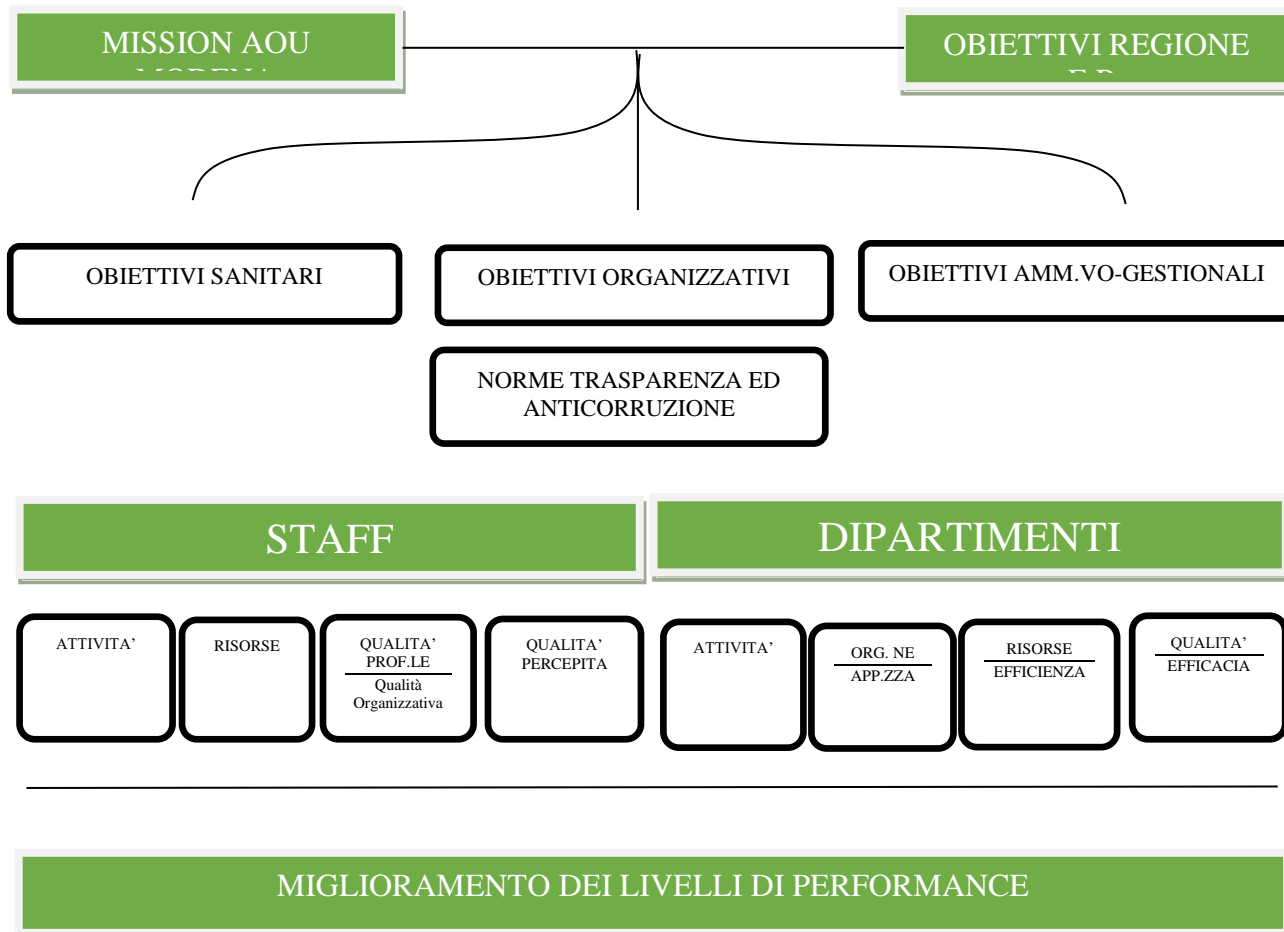 MISSION AOU
OBIETTIVI REGIONE
OBIETTIVI SANITARI
OBIETTIVI ORGANIZZATIVI
OBIETTIVI AMM.VO-GESTIONALI
NORME TRASPARENZA ED
ANTICORRUZIONE
STAFF
DIPARTIMENTI
ATTIVITA’
RISORSE
QUALITA’
PROF.LE
Qualità
Organizzativa
QUALITA’
PERCEPITA
ATTIVITA’
ORG. NE
APP.ZZA
RISORSE
EFFICIENZA
QUALITA’
EFFICACIA
MIGLIORAMENTO DEI LIVELLI DI PERFORMANCE